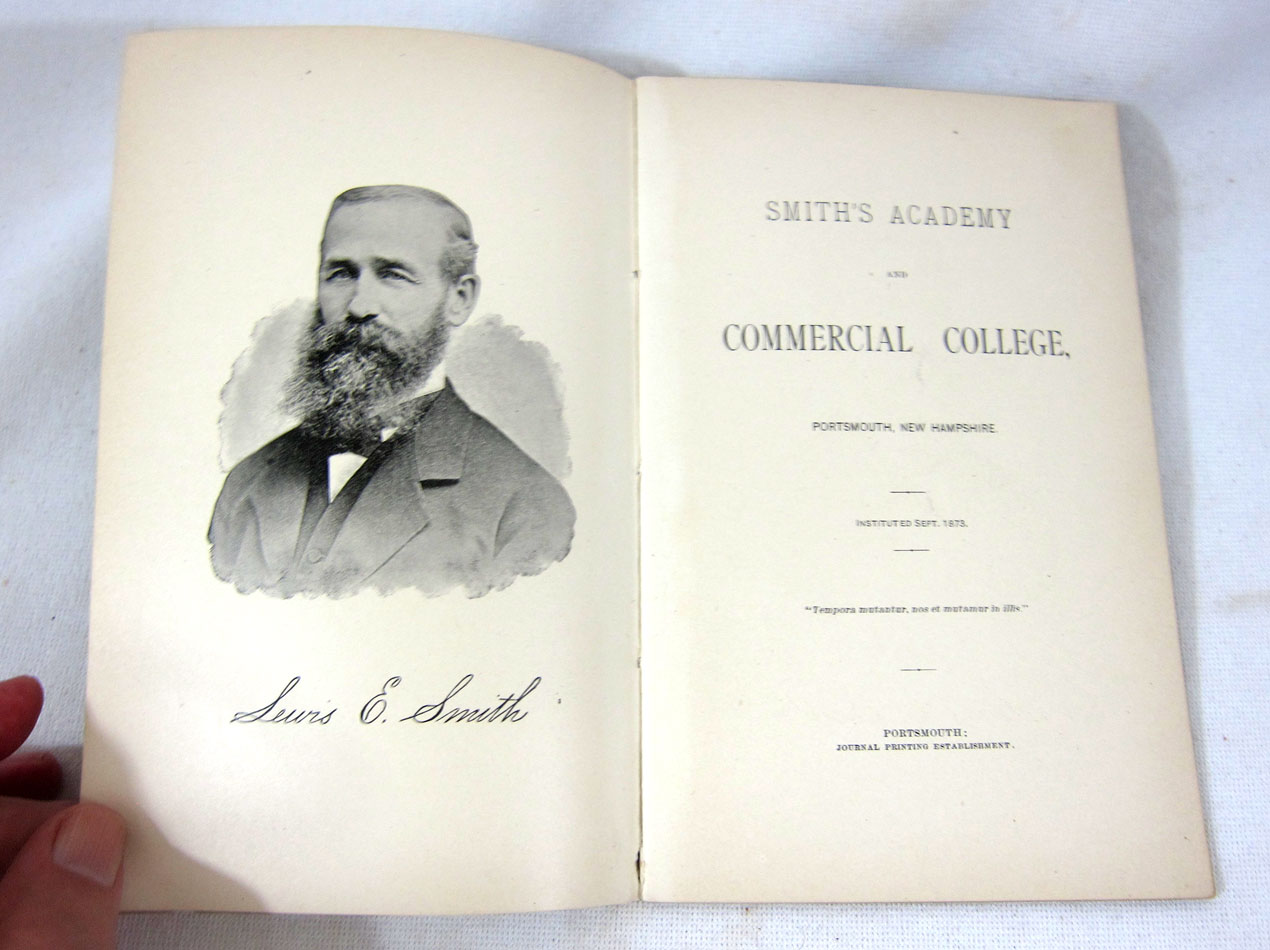 Lewis E. Smith
SMITH'S ACADEMY
AND
COMMERCIAL COLLEGE,
PORTSMOUTH, NEW HAMPSHIRE.
INSTITUTED SEPT. 1873.
"Tempora mutantur, nos et mutamur in illis."
PORTSMOUTH:
JOURNAL PRINTING ESTABLISHMENT.